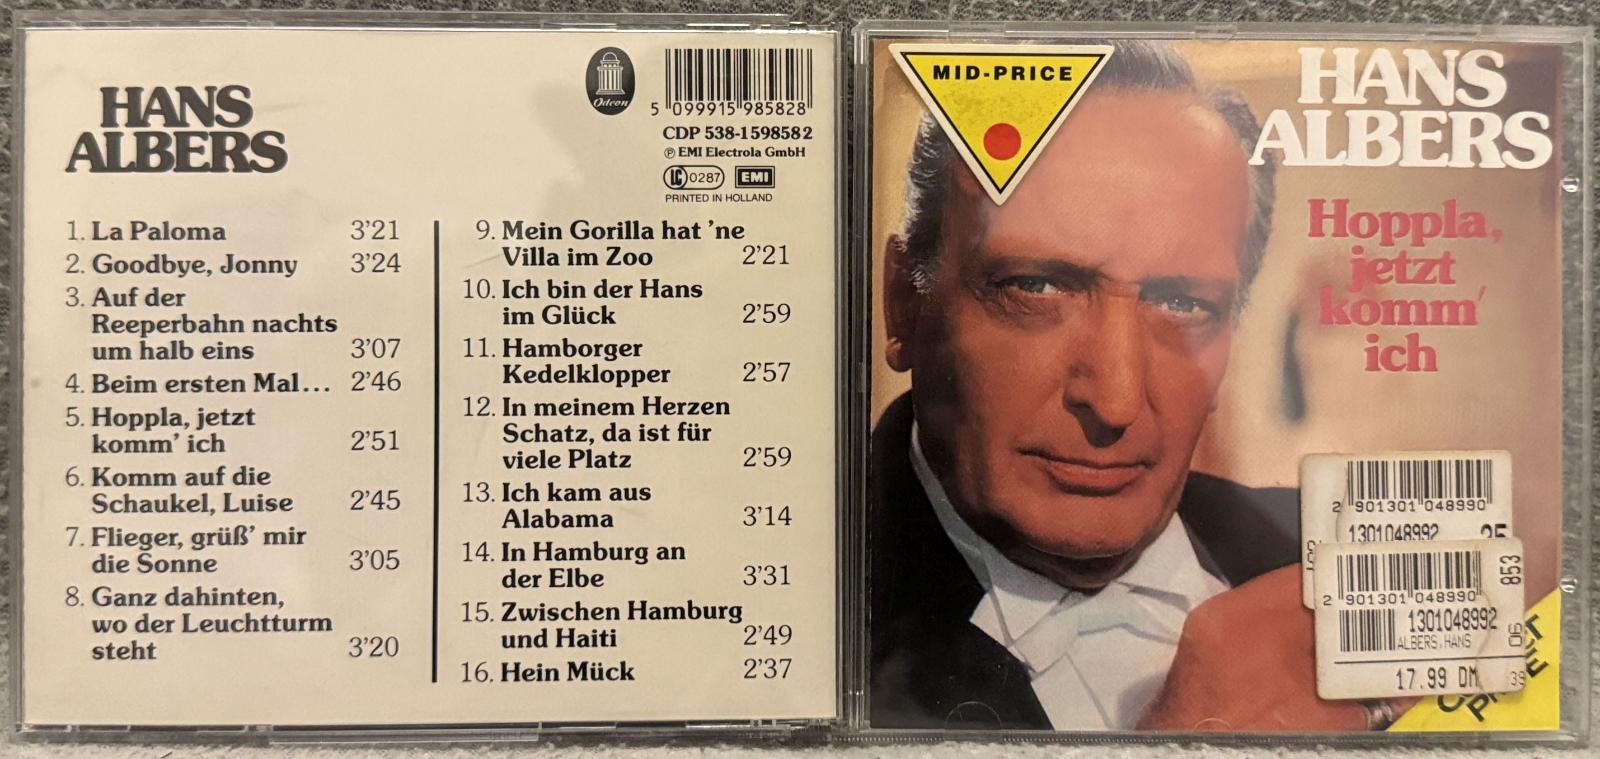 HANS
ALBERS
Odeon
5 099915 985828
CDP 538-1598582
℗ EMI Electrola GmbH
LC 0287 EMI
PRINTED IN HOLLAND
1. La Paloma 3'21
2. Goodbye, Jonny 3'24
3. Auf der
Reeperbahn nachts
um halb eins 3'07
4. Beim ersten Mal... 2'46
5. Hoppla, jetzt
komm' ich 2'51
6. Komm auf die
Schaukel, Luise 2'45
7. Flieger, grüß' mir
die Sonne 3'05
8. Ganz dahinten,
wo der Leuchtturm
steht 3'20
9. Mein Gorilla hat 'ne
Villa im Zoo 2'21
10. Ich bin der Hans
im Glück 2'59
11. Hamborger
Kedelklopper 2'57
12. In meinem Herzen
Schatz, da ist für
viele Platz 2'59
13. Ich kam aus
Alabama 3'14
14. In Hamburg an
der Elbe 3'31
15. Zwischen Hamburg
und Haiti 2'49
16. Hein Mück 2'37
MID-PRICE
HANS
ALBERS
Hoppla,
jetzt
komm'
ich
2 901301 048990
1301048992
2 901301 048990
853
1301048992
06
ALBERS,HANS
17.99 DM
39